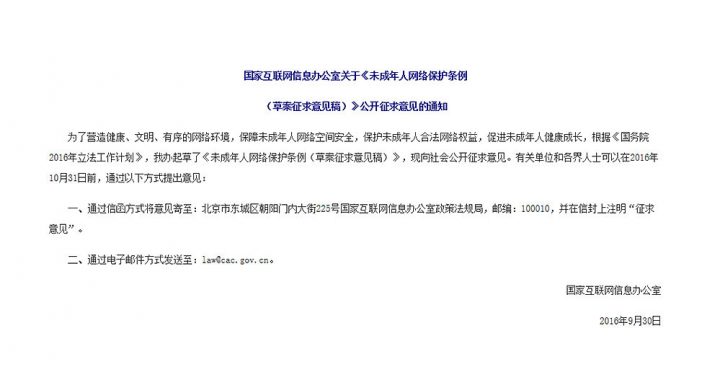 国家互联网信息办公室关于《未成年人网络保护条例
（草案征求意见稿）》公开征求意见的通知
为了营造健康、文明、有序的网络环境，保障未成年人网络空间安全，保护未成年人合法网络权益，促进未成年人健康成长，根据《国务院
2016年立法工作计划》，我办起草了《未成年人网络保护条例（草案征求意见稿）》，现向社会公开征求意见。有关单位和各界人士可以在2016年
10月31日前，通过以下方式提出意见：
一、通过信函方式将意见寄至：北京市东城区朝阳门内大街225号国家互联网信息办公室政策法规局，邮编：100010，并在信封上注明“征求
意见”。
二、通过电子邮件方式发送至：law@cac.gov.cn。
国家互联网信息办公室
2016年9月30日